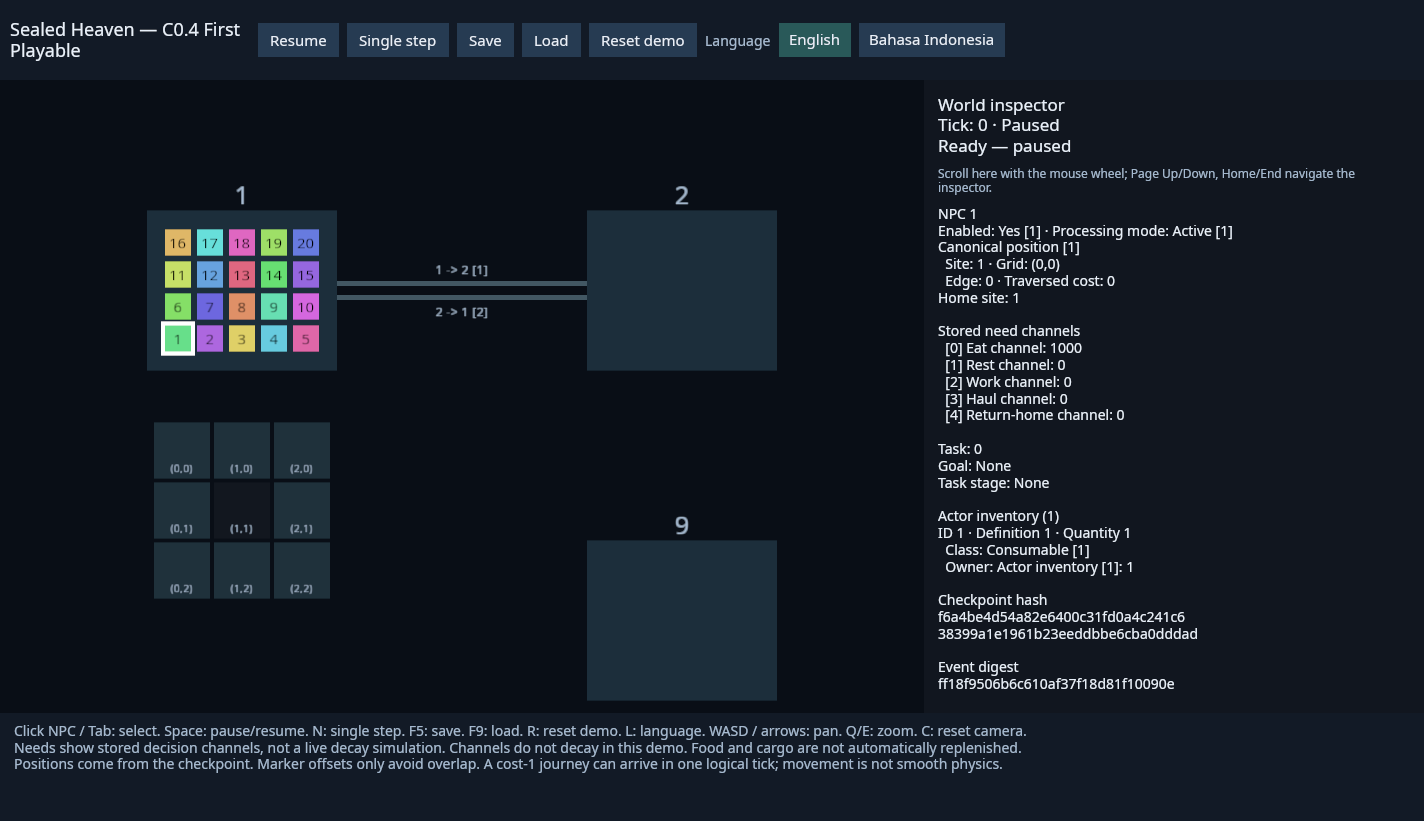 Sealed Heaven — C0.4 First
Playable
Resume
Single step
Save
Load
Reset demo
Language
English
Bahasa Indonesia
1
2
16 17 18 19 20
11 12 13 14 15
6 7 8 9 10
1 2 3 4 5
1 -> 2 [1]
2 -> 1 [2]
(0,0) (1,0) (2,0)
(0,1) (1,1) (2,1)
(0,2) (1,2) (2,2)
9
World inspector
Tick: 0 · Paused
Ready — paused
Scroll here with the mouse wheel; Page Up/Down, Home/End navigate the
inspector.
NPC 1
Enabled: Yes [1] · Processing mode: Active [1]
Canonical position [1]
Site: 1 · Grid: (0,0)
Edge: 0 · Traversed cost: 0
Home site: 1
Stored need channels
[0] Eat channel: 1000
[1] Rest channel: 0
[2] Work channel: 0
[3] Haul channel: 0
[4] Return-home channel: 0
Task: 0
Goal: None
Task stage: None
Actor inventory (1)
ID 1 · Definition 1 · Quantity 1
Class: Consumable [1]
Owner: Actor inventory [1]: 1
Checkpoint hash
f6a4be4d54a82e6400c31fd0a4c241c6
38399a1e1961b23eeddbbe6cba0dddad
Event digest
ff18f9506b6c610af37f18d81f10090e
Click NPC / Tab: select. Space: pause/resume. N: single step. F5: save. F9: load. R: reset demo. L: language. WASD / arrows: pan. Q/E: zoom. C: reset camera.
Needs show stored decision channels, not a live decay simulation. Channels do not decay in this demo. Food and cargo are not automatically replenished.
Positions come from the checkpoint. Marker offsets only avoid overlap. A cost-1 journey can arrive in one logical tick; movement is not smooth physics.